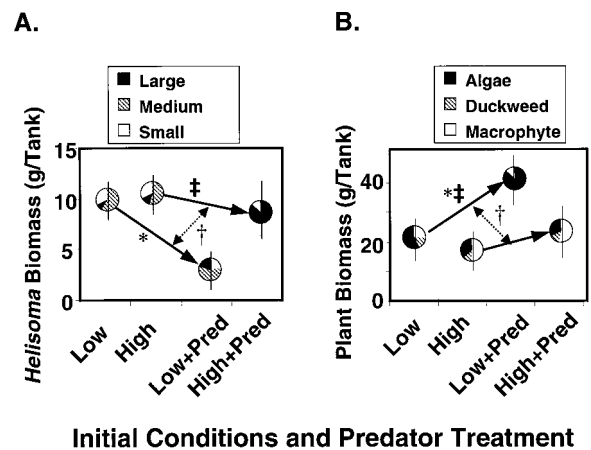 A.
Large
Medium
Small
Helisoma Biomass (g/Tank)
15
10
5
0
‡
*
†
Low
High
Low+Pred
High+Pred
B.
Algae
Duckweed
Macrophyte
Plant Biomass (g/Tank)
40
20
0
*‡
†
Low
High
Low+Pred
High+Pred
Initial Conditions and Predator Treatment